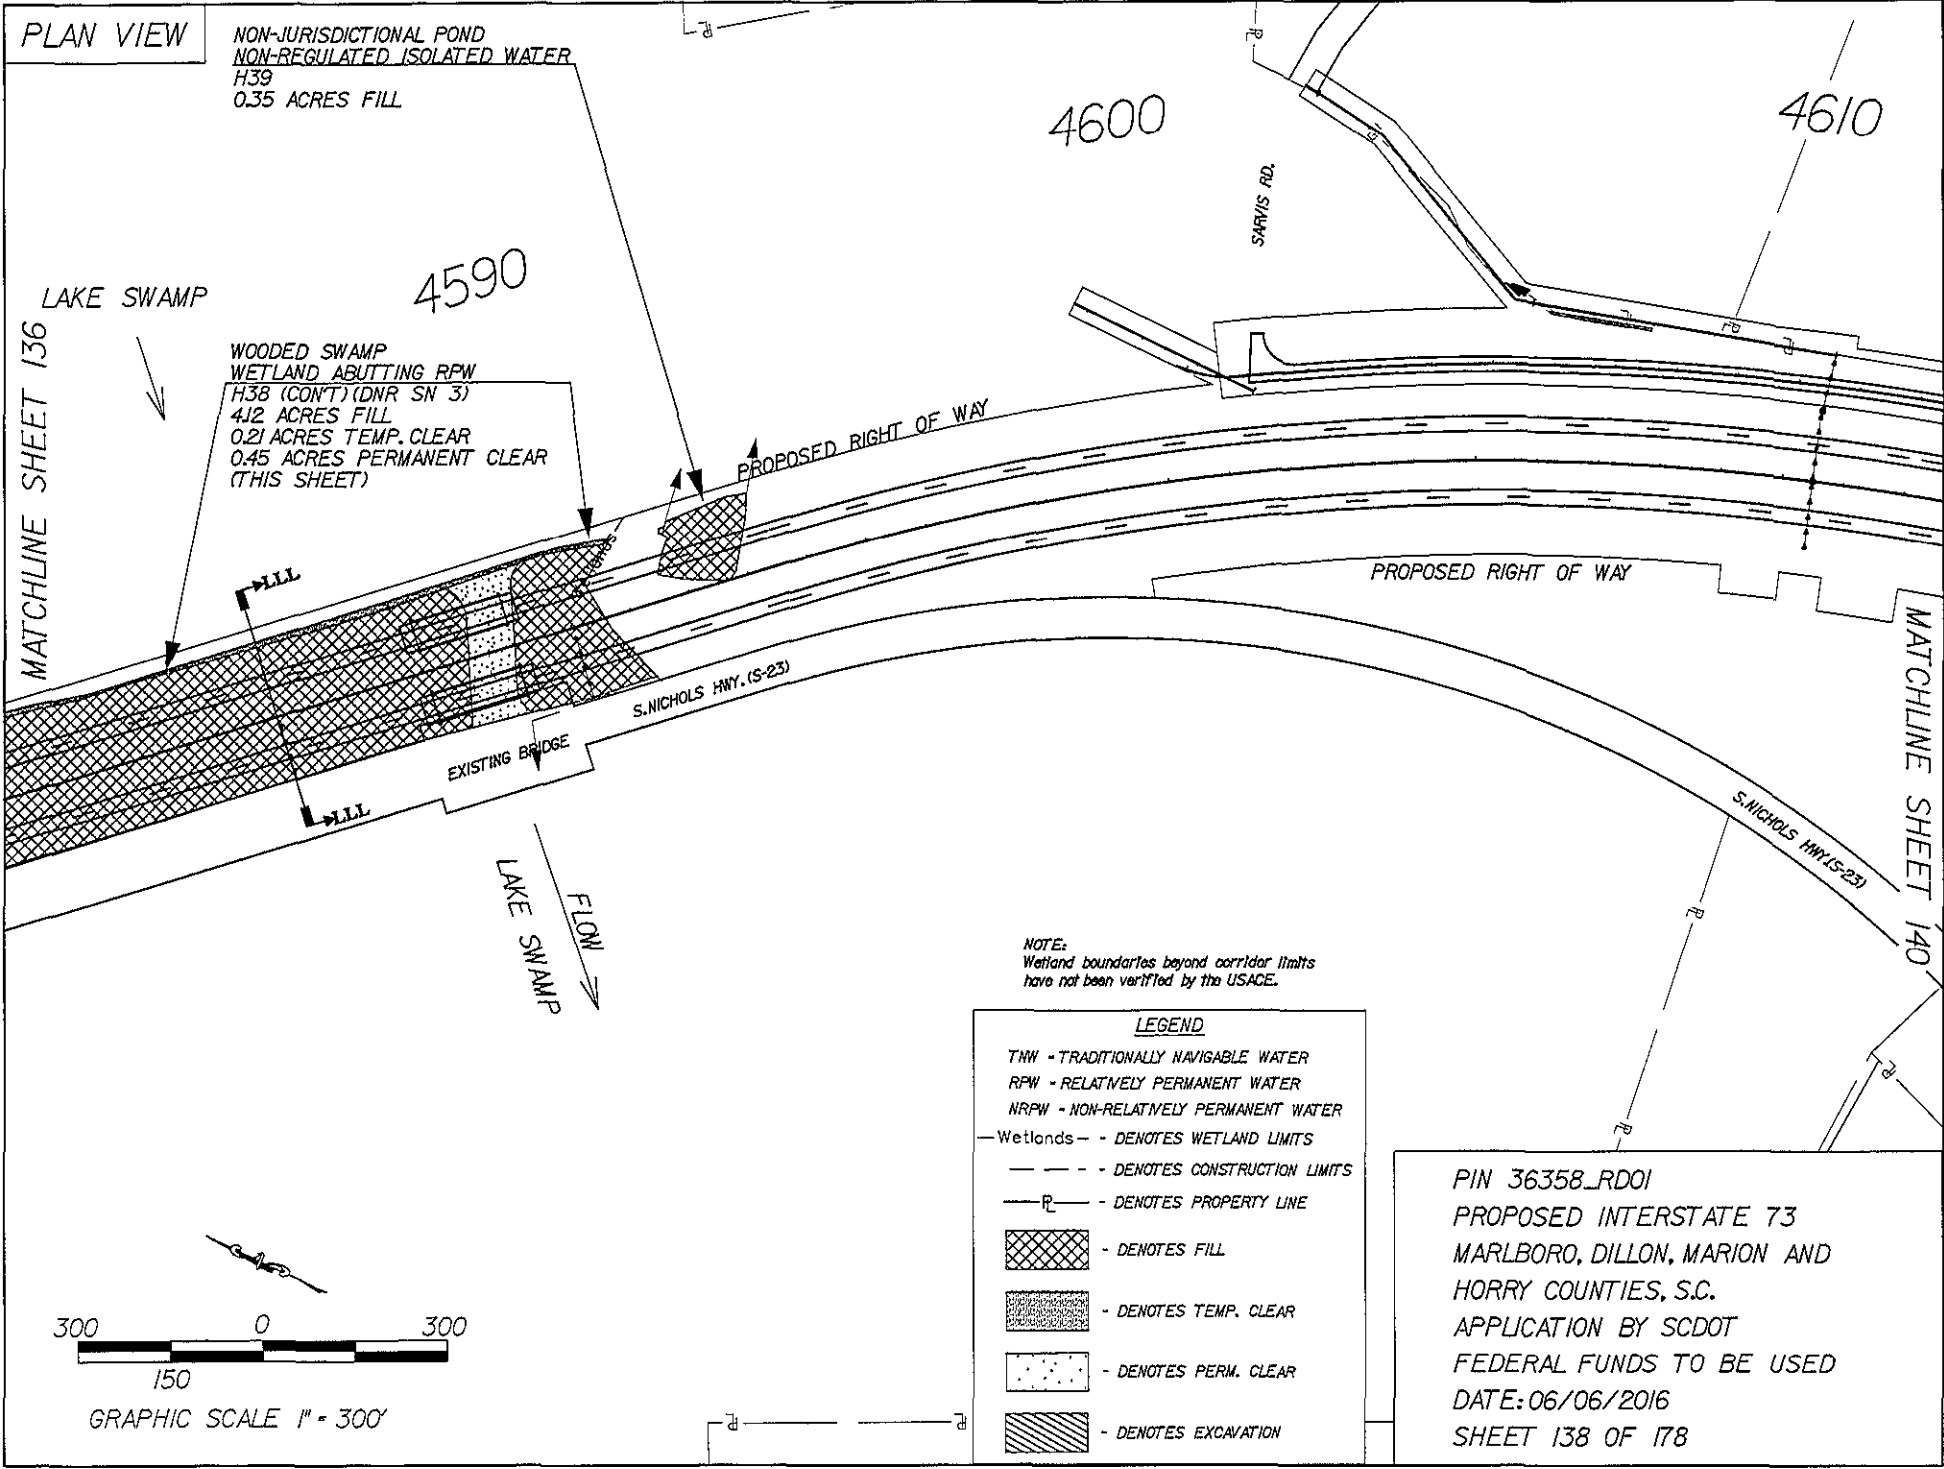 PLAN VIEW
NON-JURISDICTIONAL POND
NON-REGULATED ISOLATED WATER
H39
0.35 ACRES FILL
4600
4610
SARVIS RD.
4590
LAKE SWAMP
MATCHLINE SHEET 136
WOODED SWAMP
WETLAND ABUTTING RPW
H38 (CON'T) (DNR SN 3)
4.12 ACRES FILL
0.21 ACRES TEMP. CLEAR
0.45 ACRES PERMANENT CLEAR
(THIS SHEET)
PROPOSED RIGHT OF WAY
PROPOSED RIGHT OF WAY
LLL
LLL
S.NICHOLS HWY.(S-23)
EXISTING BRIDGE
S.NICHOLS HWY.(S-23)
MATCHLINE SHEET 140
FLOW
LAKE SWAMP
NOTE:
Wetland boundaries beyond corridor limits
have not been verified by the USACE.
LEGEND
TNW - TRADITIONALLY NAVIGABLE WATER
RPW - RELATIVELY PERMANENT WATER
NRPW - NON-RELATIVELY PERMANENT WATER
Wetlands - DENOTES WETLAND LIMITS
- DENOTES CONSTRUCTION LIMITS
PL - DENOTES PROPERTY LINE
- DENOTES FILL
- DENOTES TEMP. CLEAR
- DENOTES PERM. CLEAR
- DENOTES EXCAVATION
300 0 300
150
GRAPHIC SCALE 1" = 300'
PIN 36358_RD01
PROPOSED INTERSTATE 73
MARLBORO, DILLON, MARION AND
HORRY COUNTIES, S.C.
APPLICATION BY SCDOT
FEDERAL FUNDS TO BE USED
DATE: 06/06/2016
SHEET 138 OF 178